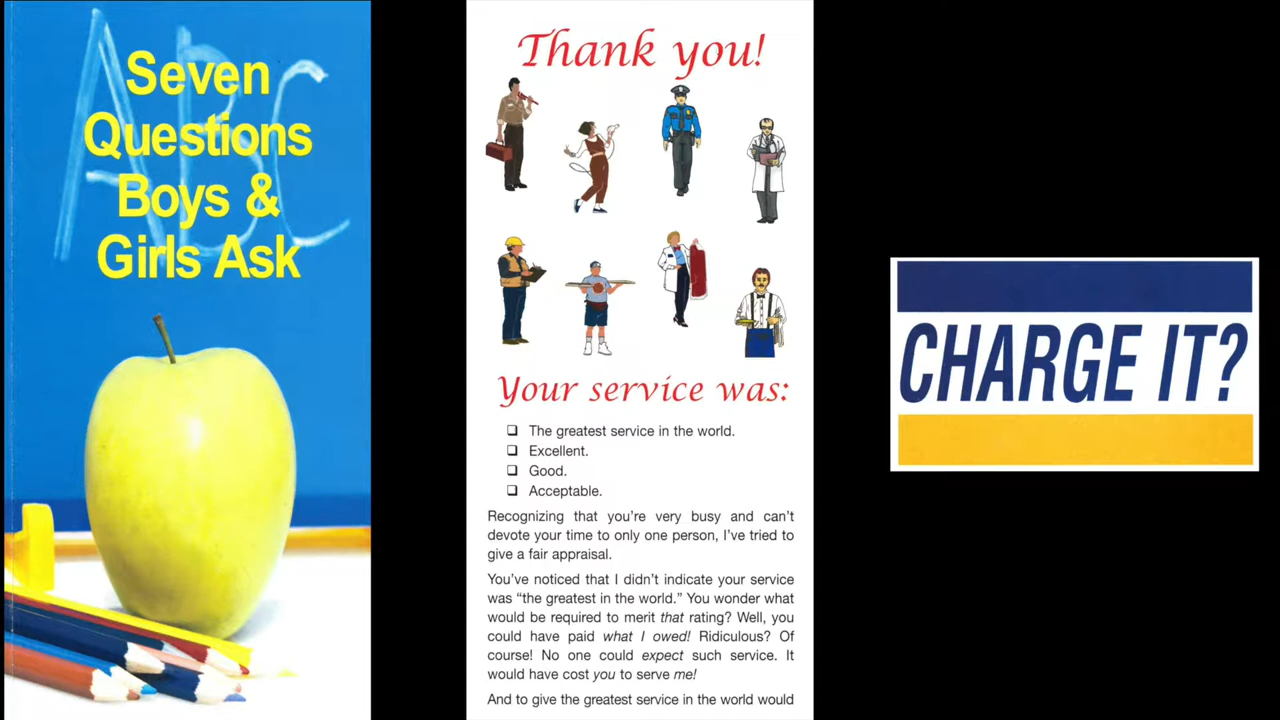 ABC
Seven
Questions
Boys &
Girls Ask
Thank you!
Your service was:
❑ The greatest service in the world.
❑ Excellent.
❑ Good.
❑ Acceptable.
Recognizing that you're very busy and can't
devote your time to only one person, I've tried to
give a fair appraisal.
You've noticed that I didn't indicate your service
was “the greatest in the world.” You wonder what
would be required to merit that rating? Well, you
could have paid what I owed! Ridiculous? Of
course! No one could expect such service. It
would have cost you to serve me!
And to give the greatest service in the world would
CHARGE IT?